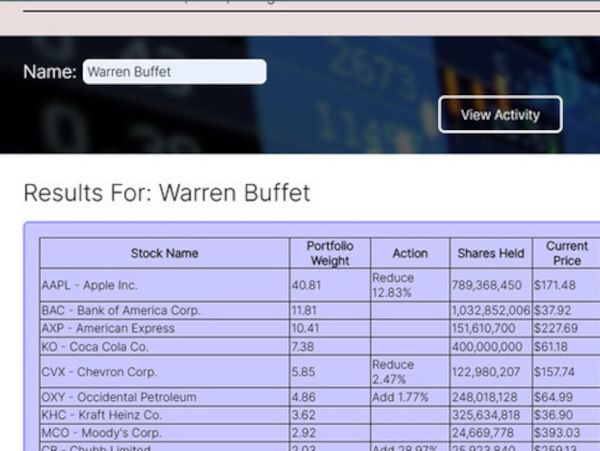 Name: Warren Buffet
View Activity
Results For: Warren Buffet
Stock Name Portfolio Weight Action Shares Held Current Price
AAPL - Apple Inc. 40.81 Reduce 12.83% 789,368,450 $171.48
BAC - Bank of America Corp. 11.81 1,032,852,006 $37.92
AXP - American Express 10.41 151,610,700 $227.69
KO - Coca Cola Co. 7.38 400,000,000 $61.18
CVX - Chevron Corp. 5.85 Reduce 2.47% 122,980,207 $157.74
OXY - Occidental Petroleum 4.86 Add 1.77% 248,018,128 $64.99
KHC - Kraft Heinz Co. 3.62 325,634,818 $36.90
MCO - Moody's Corp. 2.92 24,669,778 $393.03
CB - Chubb Limited 2.03 Add 28.97% 25,923,840 $259.13